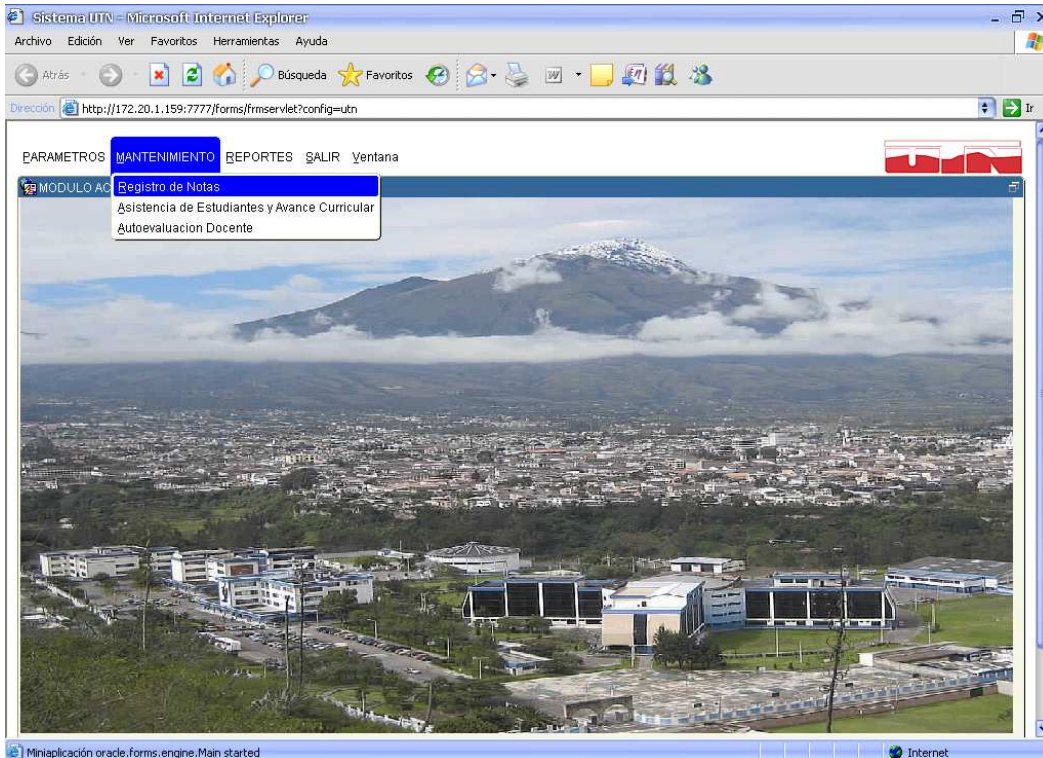 Sistema UTN - Microsoft Internet Explorer
Archivo Edición Ver Favoritos Herramientas Ayuda
Atrás Búsqueda Favoritos
Dirección http://172.20.1.159:7777/forms/frmservlet?config=utn Ir
PARAMETROS MANTENIMIENTO REPORTES SALIR Ventana
UTN
MODULO AC
Registro de Notas
Asistencia de Estudiantes y Avance Curricular
Autoevaluacion Docente
Miniaplicación oracle.forms.engine.Main started Internet